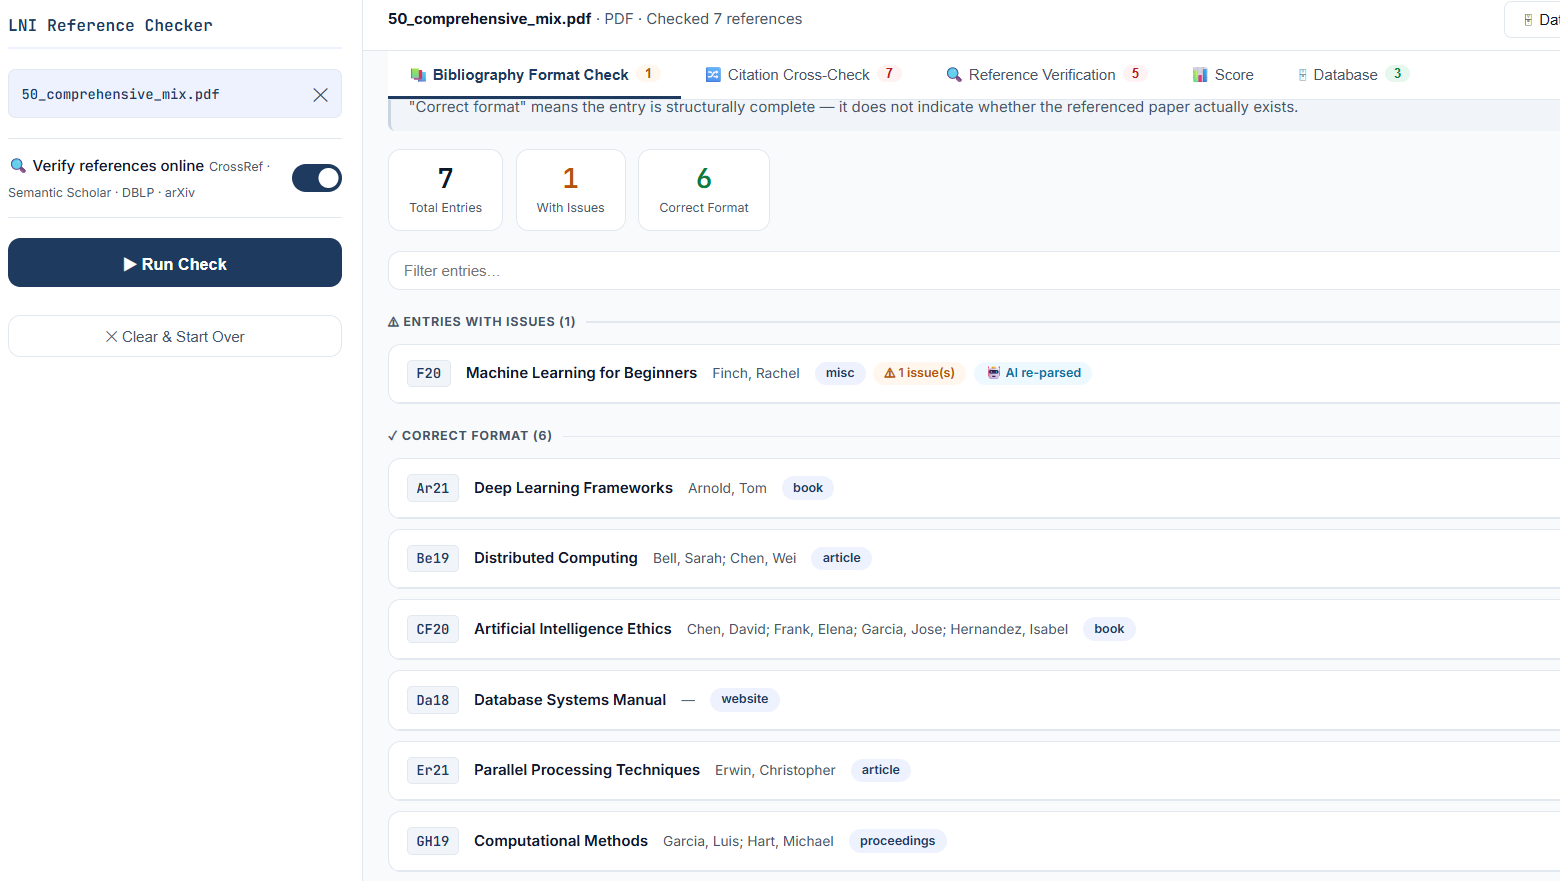 LNI Reference Checker
50_comprehensive_mix.pdf
Verify references online CrossRef ·
Semantic Scholar · DBLP · arXiv
▶ Run Check
✕ Clear & Start Over
50_comprehensive_mix.pdf · PDF · Checked 7 references
Bibliography Format Check 1
Citation Cross-Check 7
Reference Verification 5
Score
Database 3
"Correct format" means the entry is structurally complete — it does not indicate whether the referenced paper actually exists.
7
Total Entries
1
With Issues
6
Correct Format
Filter entries...
⚠ ENTRIES WITH ISSUES (1)
F20 Machine Learning for Beginners Finch, Rachel misc ⚠ 1 issue(s) AI re-parsed
✓ CORRECT FORMAT (6)
Ar21 Deep Learning Frameworks Arnold, Tom book
Be19 Distributed Computing Bell, Sarah; Chen, Wei article
CF20 Artificial Intelligence Ethics Chen, David; Frank, Elena; Garcia, Jose; Hernandez, Isabel book
Da18 Database Systems Manual — website
Er21 Parallel Processing Techniques Erwin, Christopher article
GH19 Computational Methods Garcia, Luis; Hart, Michael proceedings